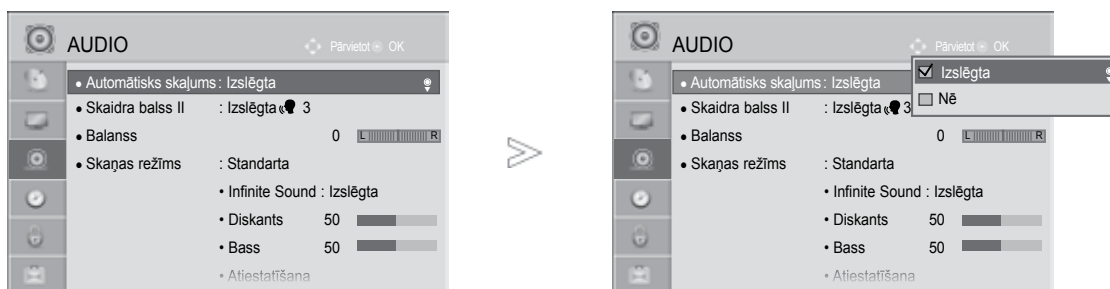 AUDIO
Pārvietot OK
• Automātisks skaļums : Izslēgta
• Skaidra balss II : Izslēgta 3
• Balanss 0 L R
• Skaņas režīms : Standarta
• Infinite Sound : Izslēgta
• Diskants 50
• Bass 50
• Atiestatīšana
AUDIO
Pārvietot OK
• Automātisks skaļums : Izslēgta
Izslēgta
Nē
• Skaidra balss II : Izslēgta 3
• Balanss 0 L R
• Skaņas režīms : Standarta
• Infinite Sound : Izslēgta
• Diskants 50
• Bass 50
• Atiestatīšana